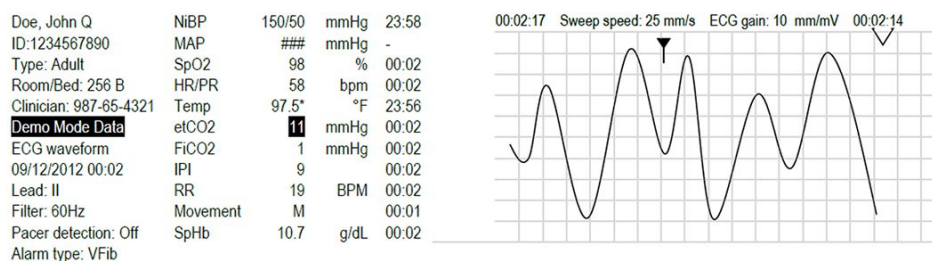 Doe, John Q NiBP 150/50 mmHg 23:58
ID:1234567890 MAP ### mmHg -
Type: Adult SpO2 98 % 00:02
Room/Bed: 256 B HR/PR 58 bpm 00:02
Clinician: 987-65-4321 Temp 97.5* °F 23:56
Demo Mode Data etCO2 11 mmHg 00:02
ECG waveform FiCO2 1 mmHg 00:02
09/12/2012 00:02 IPI 9 00:02
Lead: II RR 19 BPM 00:02
Filter: 60Hz Movement M 00:01
Pacer detection: Off SpHb 10.7 g/dL 00:02
Alarm type: VFib
00:02:17 Sweep speed: 25 mm/s ECG gain: 10 mm/mV 00:02:14